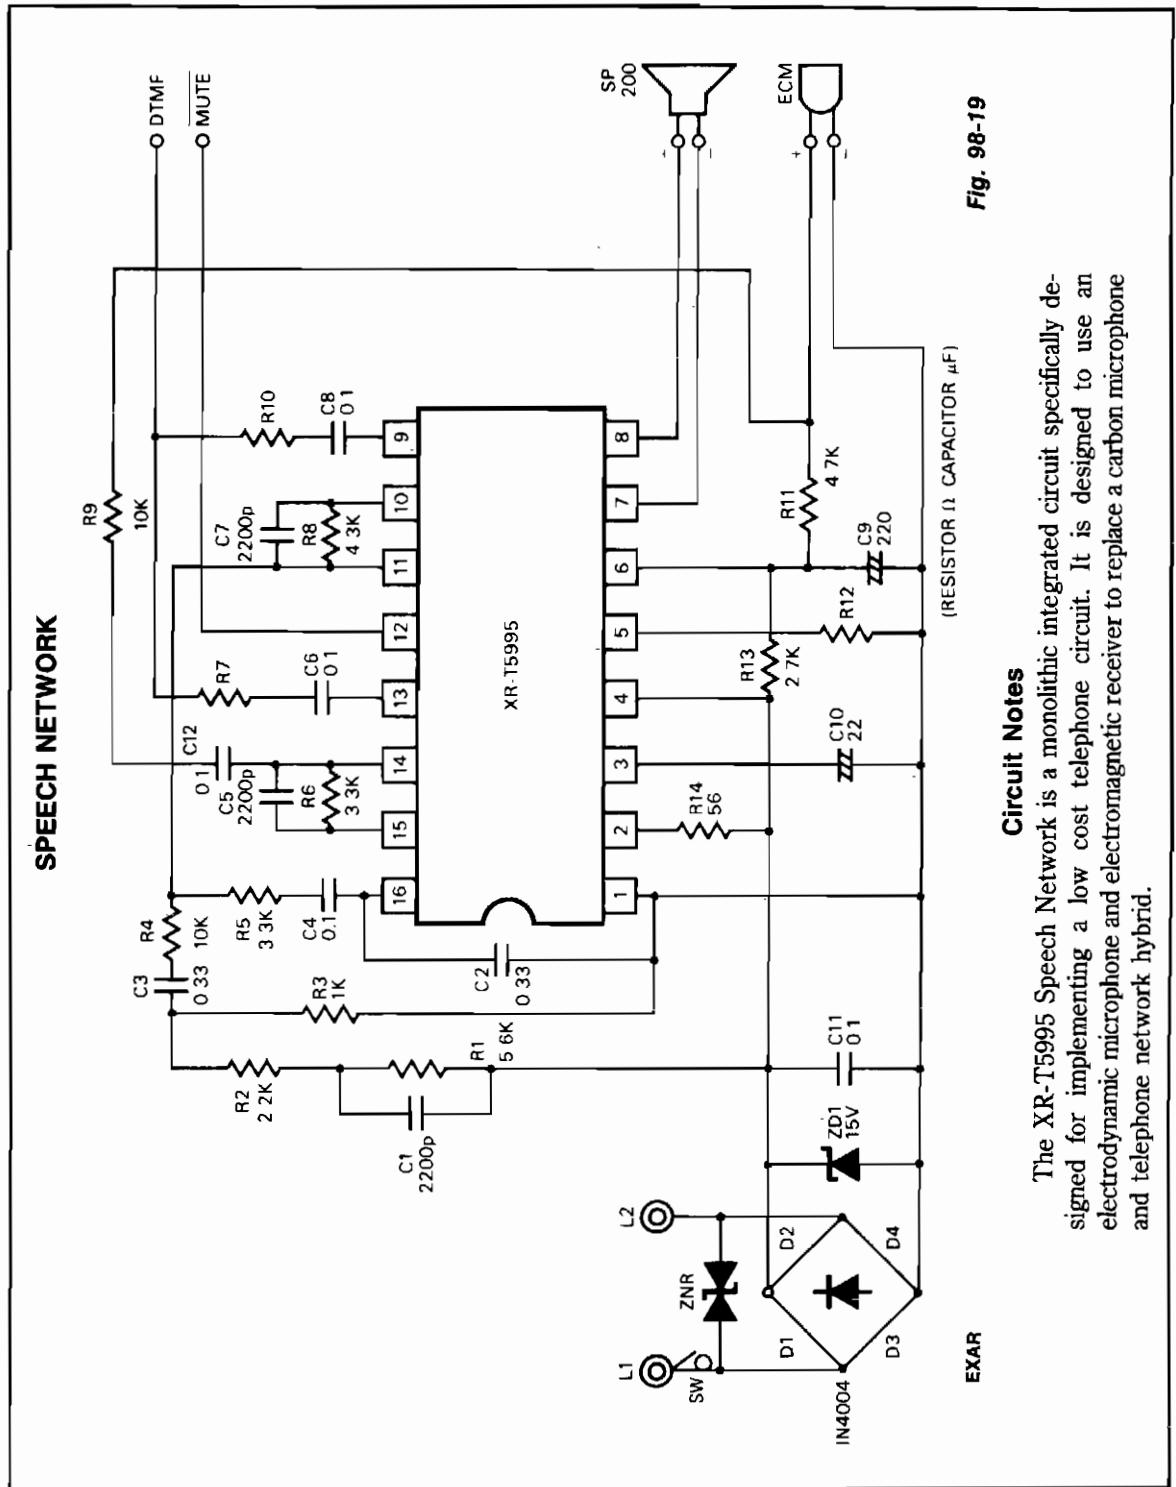 SPEECH NETWORK
R9
10K
DTMF
MUTE
R4
10K
C3
0 33
R5
3 3K
C4
0.1
C12
0 1
C5
2200p
R6
3 3K
R7
C6
0 1
C7
2200p
R8
4 3K
R10
C8
0 1
R2
2 2K
C1
2200p
R1
5 6K
R3
1K
C2
0 33
16
15
14
13
12
11
10
9
XR-T5995
1
2
3
4
5
6
7
8
SP
200
+
-
ECM
+
-
R14
56
R13
2 7K
R11
4 7K
C10
22
R12
C9
220
C11
0 1
ZD1
15V
L1
SW
L2
ZNR
D1
D2
D3
D4
IN4004
(RESISTOR Ω CAPACITOR μF)
EXAR
Fig. 98-19
Circuit Notes
The XR-T5995 Speech Network is a monolithic integrated circuit specifically de-
signed for implementing a low cost telephone circuit. It is designed to use an
electrodynamic microphone and electromagnetic receiver to replace a carbon microphone
and telephone network hybrid.